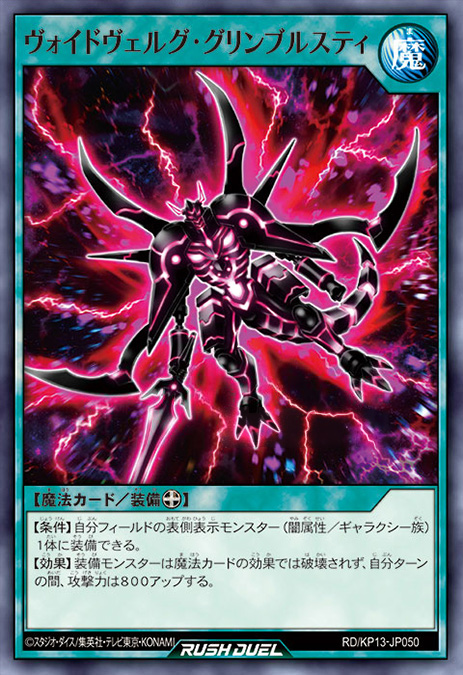 ヴォイドヴェルグ・グリンブルスティ
魔
【魔法カード/装備】
【条件】自分フィールドの表側表示モンスター(闇属性/ギャラクシー族)
1体に装備できる。
【効果】装備モンスターは魔法カードの効果では破壊されず、自分ターン
の間、攻撃力は800アップする。
©スタジオ・ダイス/集英社・テレビ東京・KONAMI
RUSH DUEL
RD/KP13-JP050